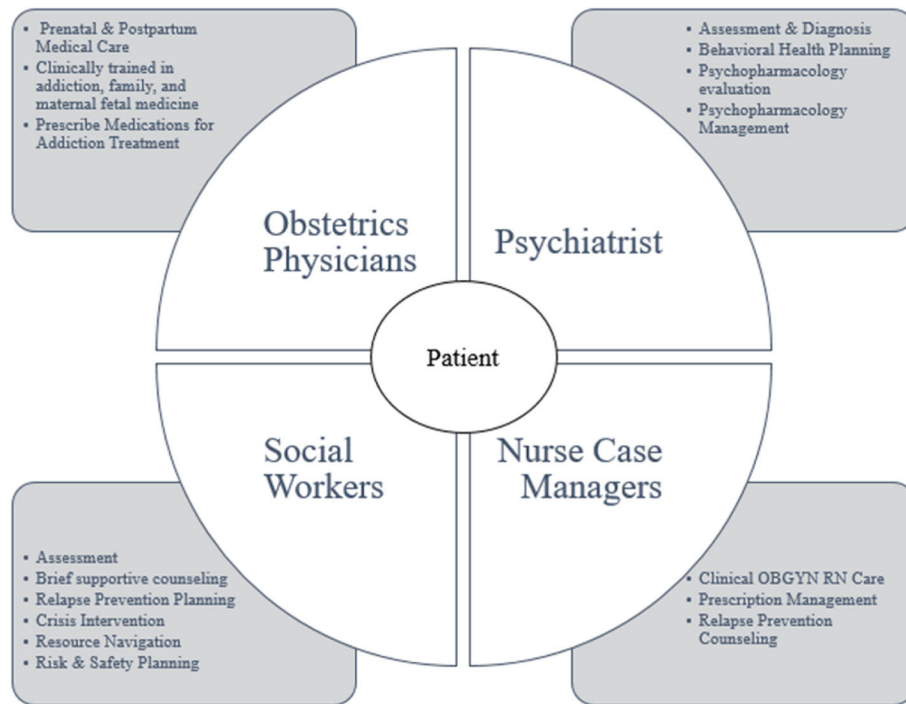 • Prenatal & Postpartum
Medical Care
• Clinically trained in
addiction, family, and
maternal fetal medicine
• Prescribe Medications for
Addiction Treatment
• Assessment & Diagnosis
• Behavioral Health Planning
• Psychopharmacology
evaluation
• Psychopharmacology
Management
Obstetrics
Physicians
Psychiatrist
Patient
Social
Workers
Nurse Case
Managers
• Assessment
• Brief supportive counseling
• Relapse Prevention Planning
• Crisis Intervention
• Resource Navigation
• Risk & Safety Planning
• Clinical OBGYN RN Care
• Prescription Management
• Relapse Prevention
Counseling